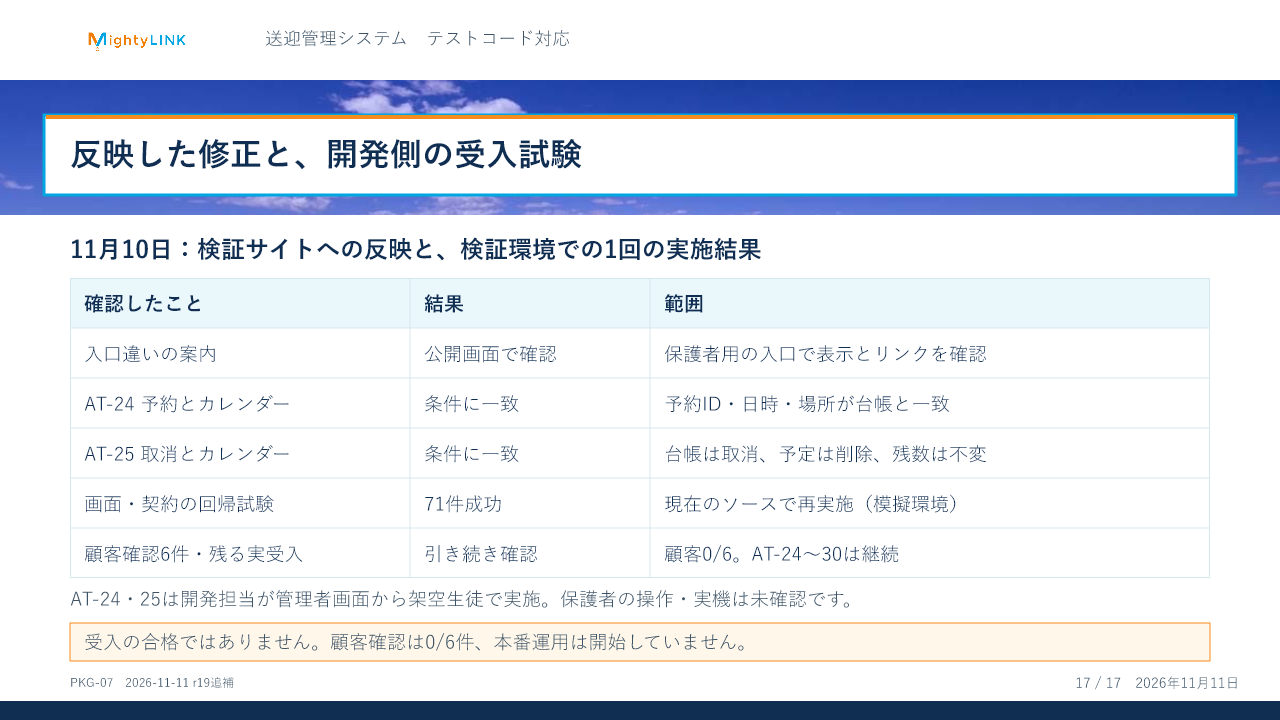 MightyLINK
送迎管理システム　テストコード対応
反映した修正と、開発側の受入試験
11月10日：検証サイトへの反映と、検証環境での1回の実施結果
確認したこと 結果 範囲
入口違いの案内 公開画面で確認 保護者用の入口で表示とリンクを確認
AT-24 予約とカレンダー 条件に一致 予約ID・日時・場所が台帳と一致
AT-25 取消とカレンダー 条件に一致 台帳は取消、予定は削除、残数は不変
画面・契約の回帰試験 71件成功 現在のソースで再実施（模擬環境）
顧客確認6件・残る実受入 引き続き確認 顧客0/6。AT-24〜30は継続
AT-24・25は開発担当が管理者画面から架空生徒で実施。保護者の操作・実機は未確認です。
受入の合格ではありません。顧客確認は0/6件、本番運用は開始していません。
PKG-07　2026-11-11 r19追補
17 / 17　2026年11月11日